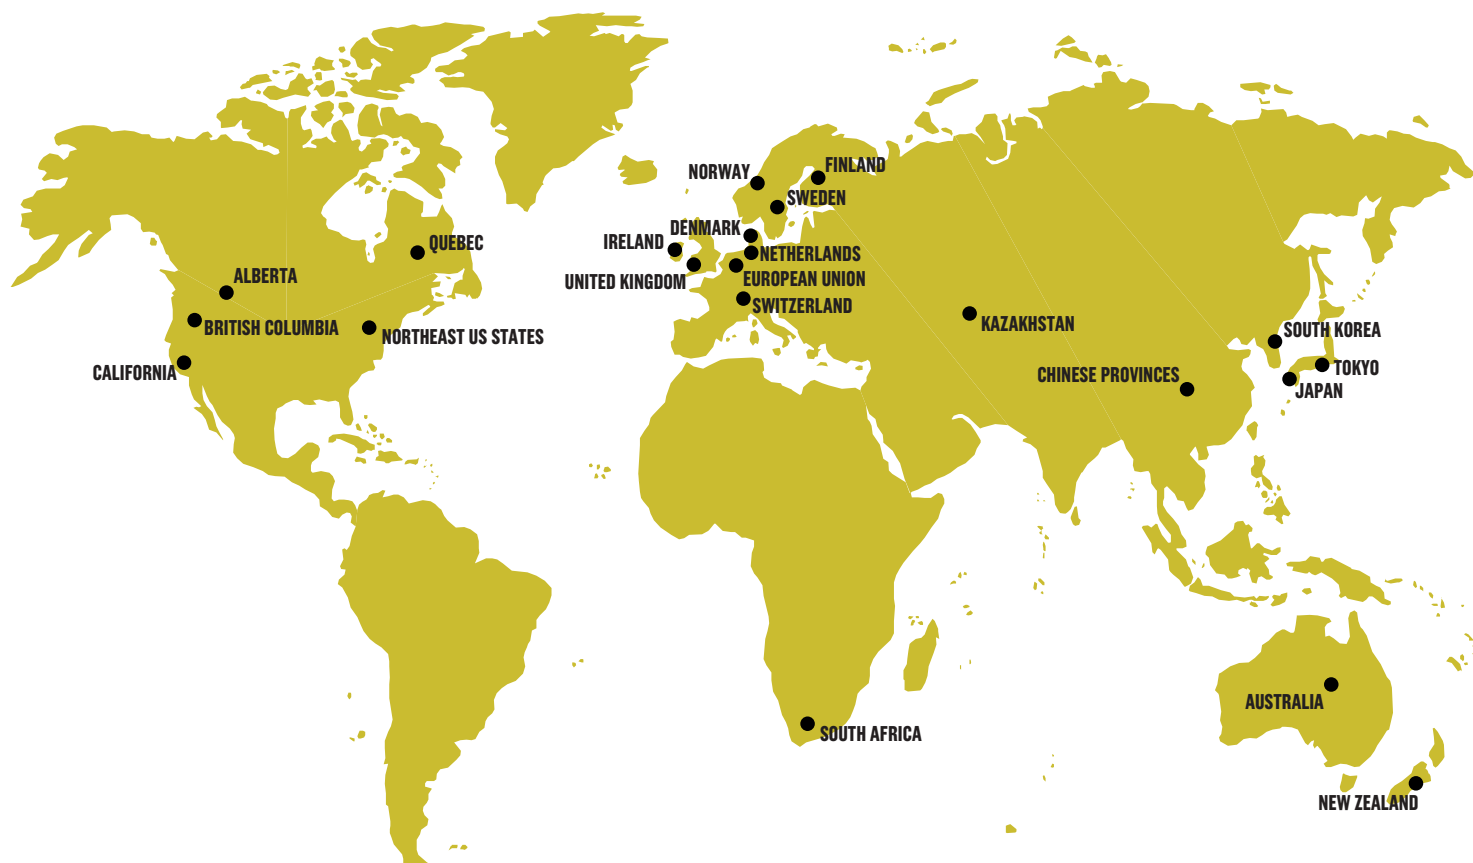 NORWAY
FINLAND
SWEDEN
DENMARK
IRELAND
QUEBEC
NETHERLANDS
ALBERTA
UNITED KINGDOM
EUROPEAN UNION
SWITZERLAND
BRITISH COLUMBIA
NORTHEAST US STATES
KAZAKHSTAN
SOUTH KOREA
CALIFORNIA
TOKYO
CHINESE PROVINCES
JAPAN
AUSTRALIA
SOUTH AFRICA
NEW ZEALAND